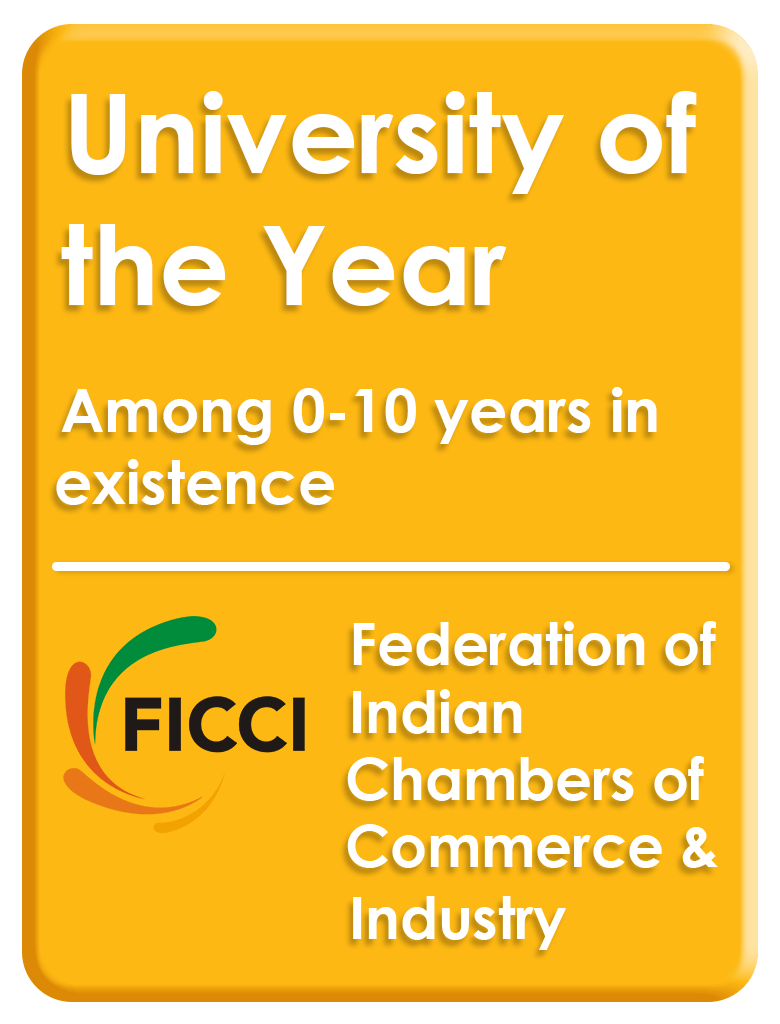 University of
the Year
Among 0-10 years in
existence
FICCI
Federation of
Indian
Chambers of
Commerce &
Industry